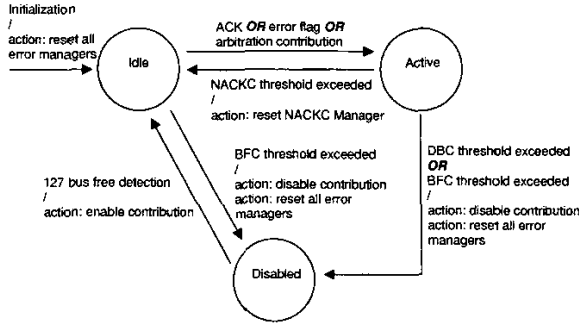 Initialization
/
action: reset all
error managers
ACK OR error flag OR
arbitration contribution
Idle
Active
NACKC threshold exceeded
/
action: reset NACKC Manager
DBC threshold exceeded
OR
BFC threshold exceeded
/
action: disable contribution
action: reset all error
managers
BFC threshold exceeded
/
action: disable contribution
action: reset all error
managers
127 bus free detection
/
action: enable contribution
Disabled